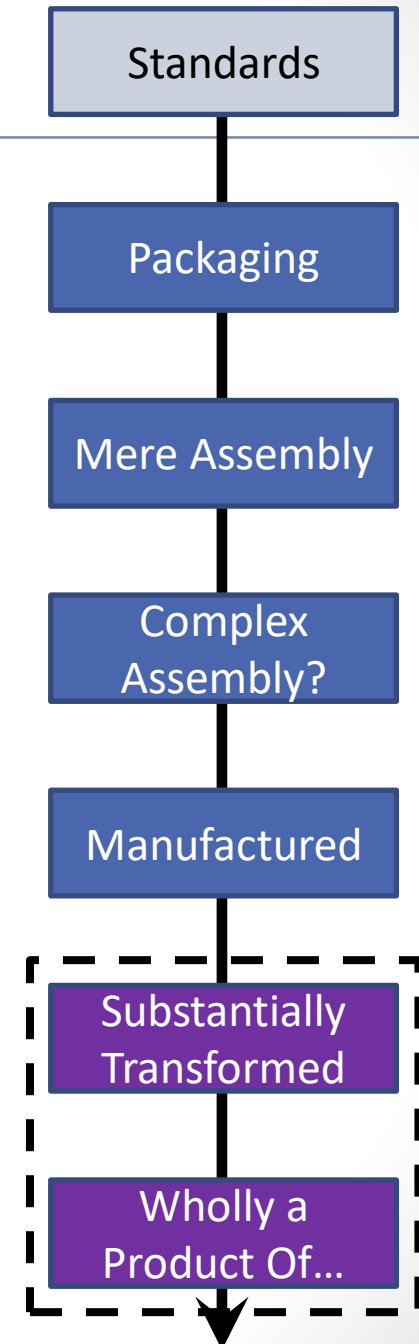 Standards
Packaging
Mere Assembly
Complex
Assembly?
Manufactured
Substantially
Transformed
Wholly a
Product Of…